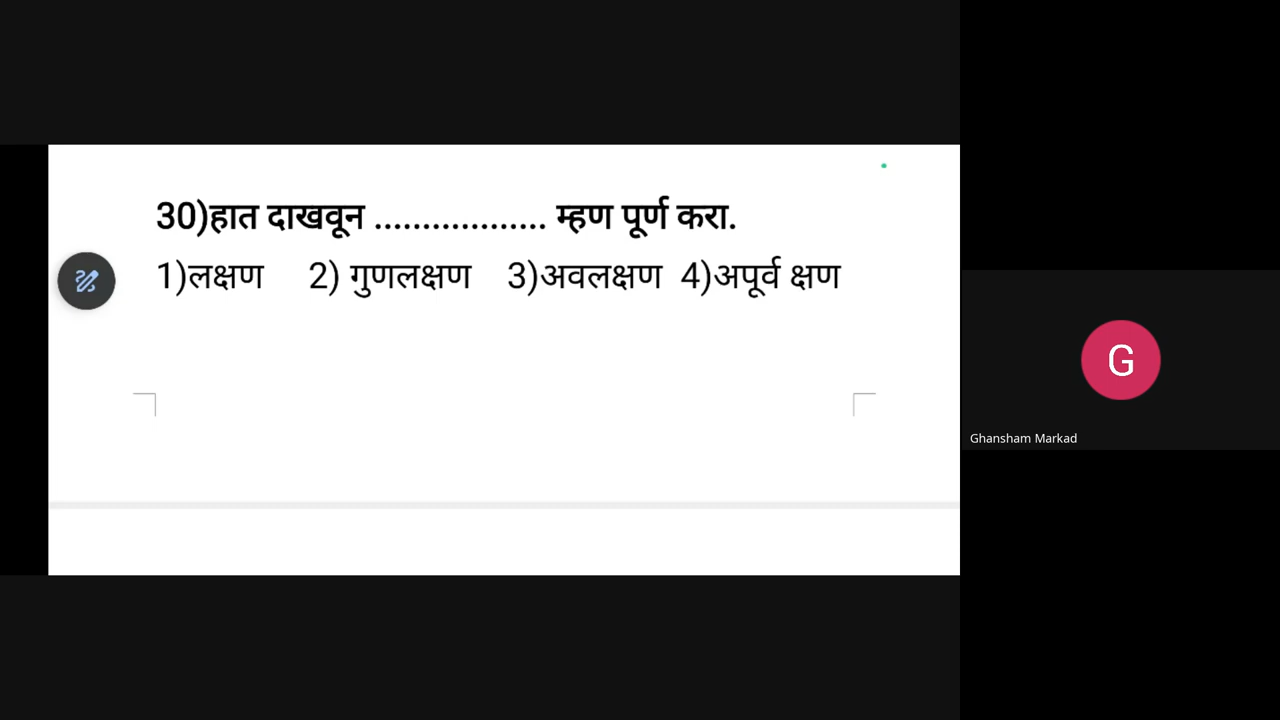 30)हात दाखवून .................. म्हण पूर्ण करा.
1)लक्षण 2) गुणलक्षण 3)अवलक्षण 4)अपूर्व क्षण
G
Ghansham Markad